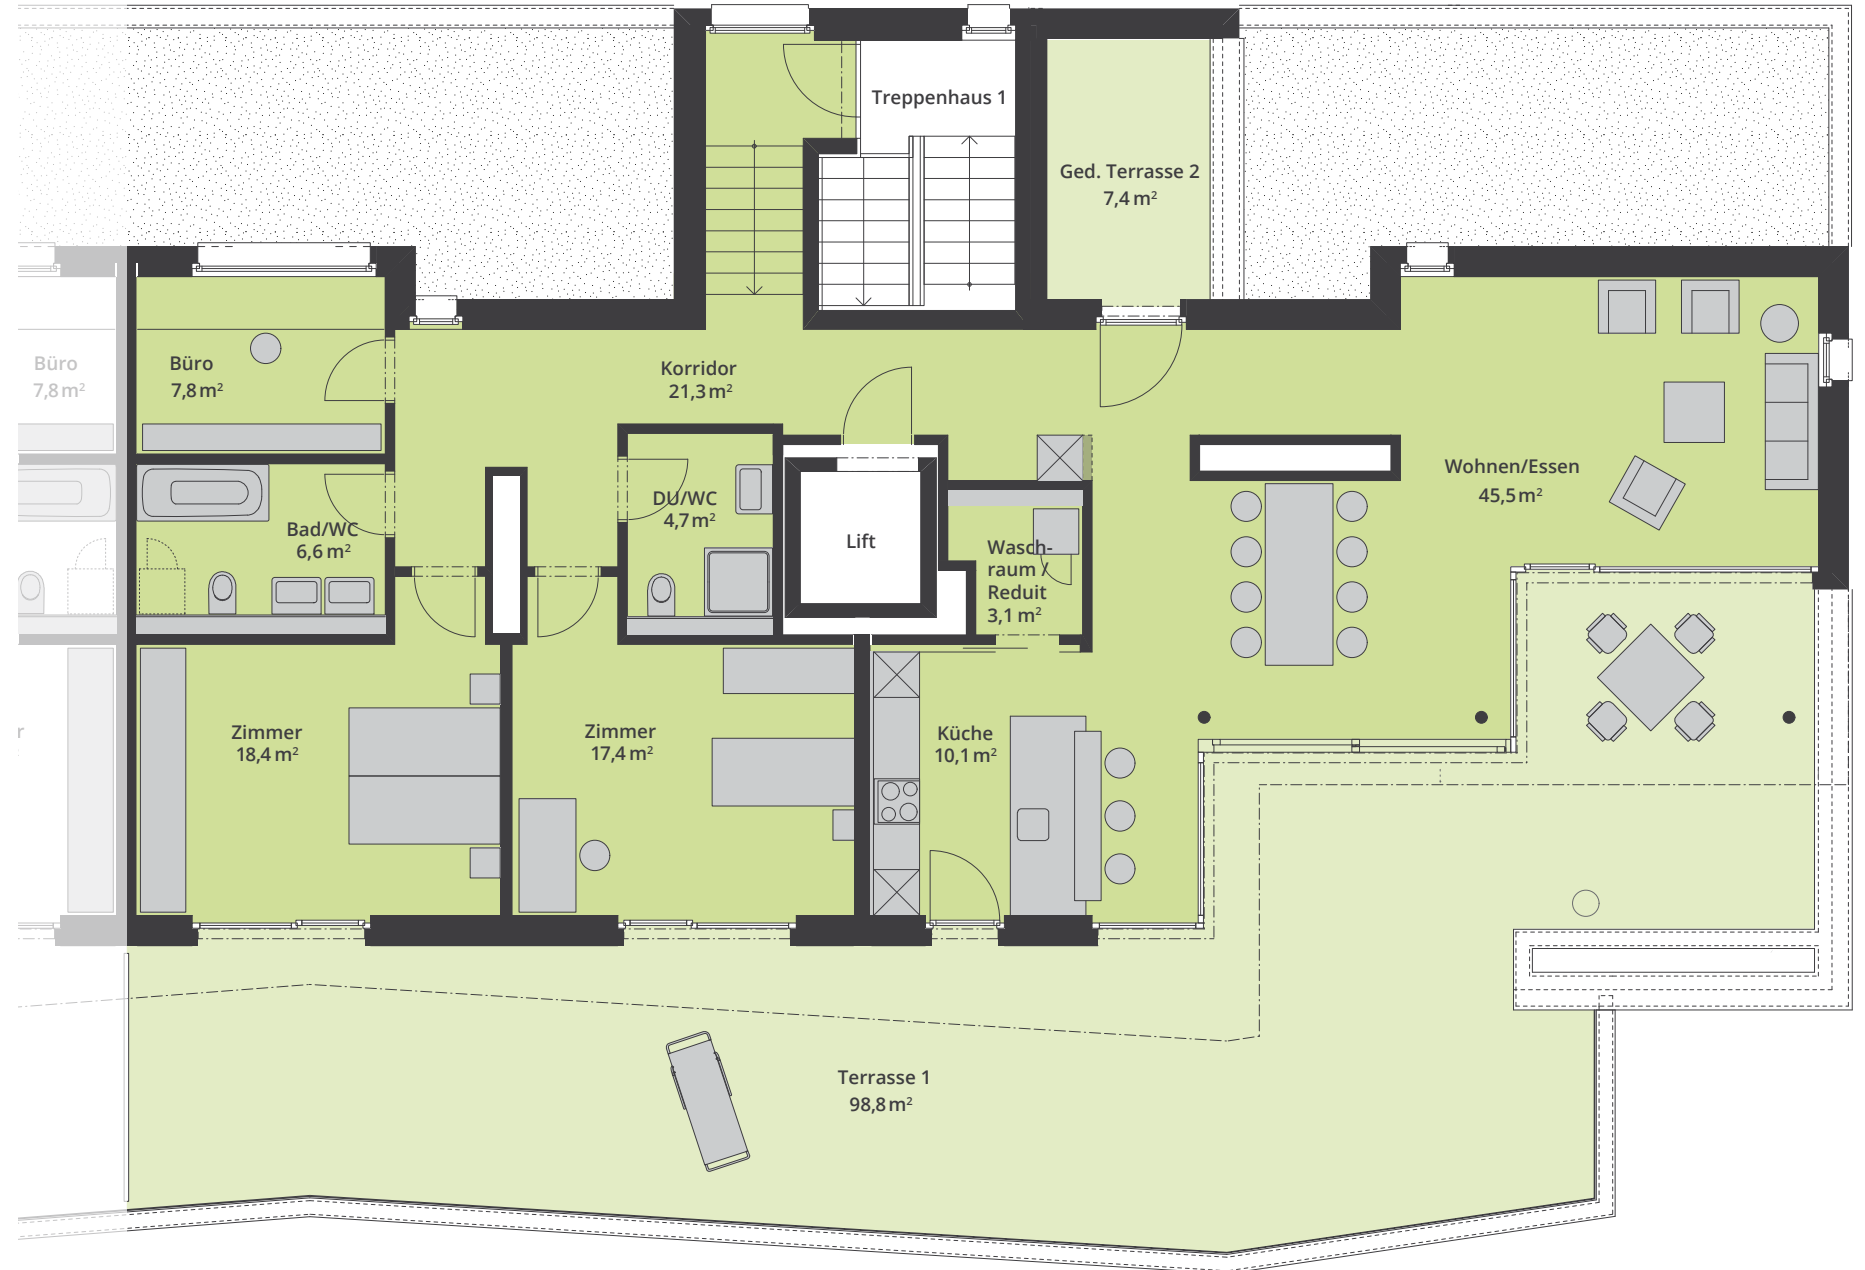 Treppenhaus 1
Ged. Terrasse 2
7,4 m²
Büro
7,8 m²
Büro
7,8 m²
Korridor
21,3 m²
Wohnen/Essen
45,5 m²
DU/WC
4,7 m²
Bad/WC
6,6 m²
Lift
Wasch-
raum /
Reduit
3,1 m²
Zimmer
18,4 m²
Zimmer
17,4 m²
Küche
10,1 m²
Terrasse 1
98,8 m²